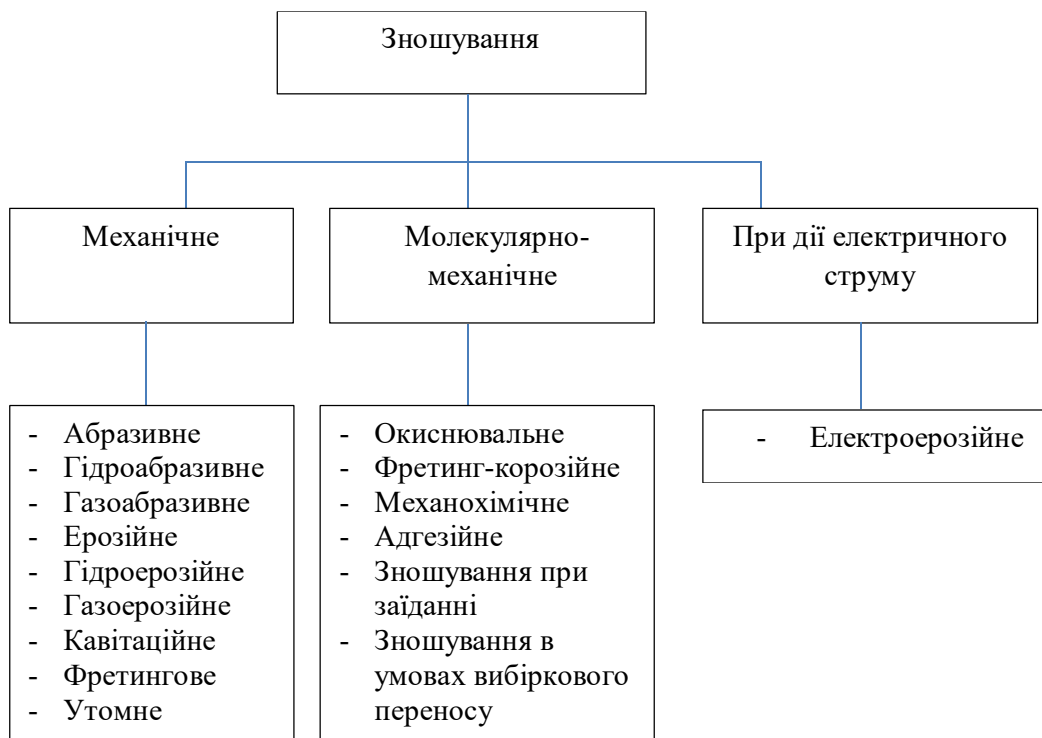 Зношування
Механічне
Молекулярно-
механічне
При дії електричного
струму
- Абразивне
- Гідроабразивне
- Газоабразивне
- Ерозійне
- Гідроерозійне
- Газоерозійне
- Кавітаційне
- Фретингове
- Утомне
- Окиснювальне
- Фретинг-корозійне
- Механохімічне
- Адгезійне
- Зношування при
заїданні
- Зношування в
умовах вибіркового
переносу
- Електроерозійне